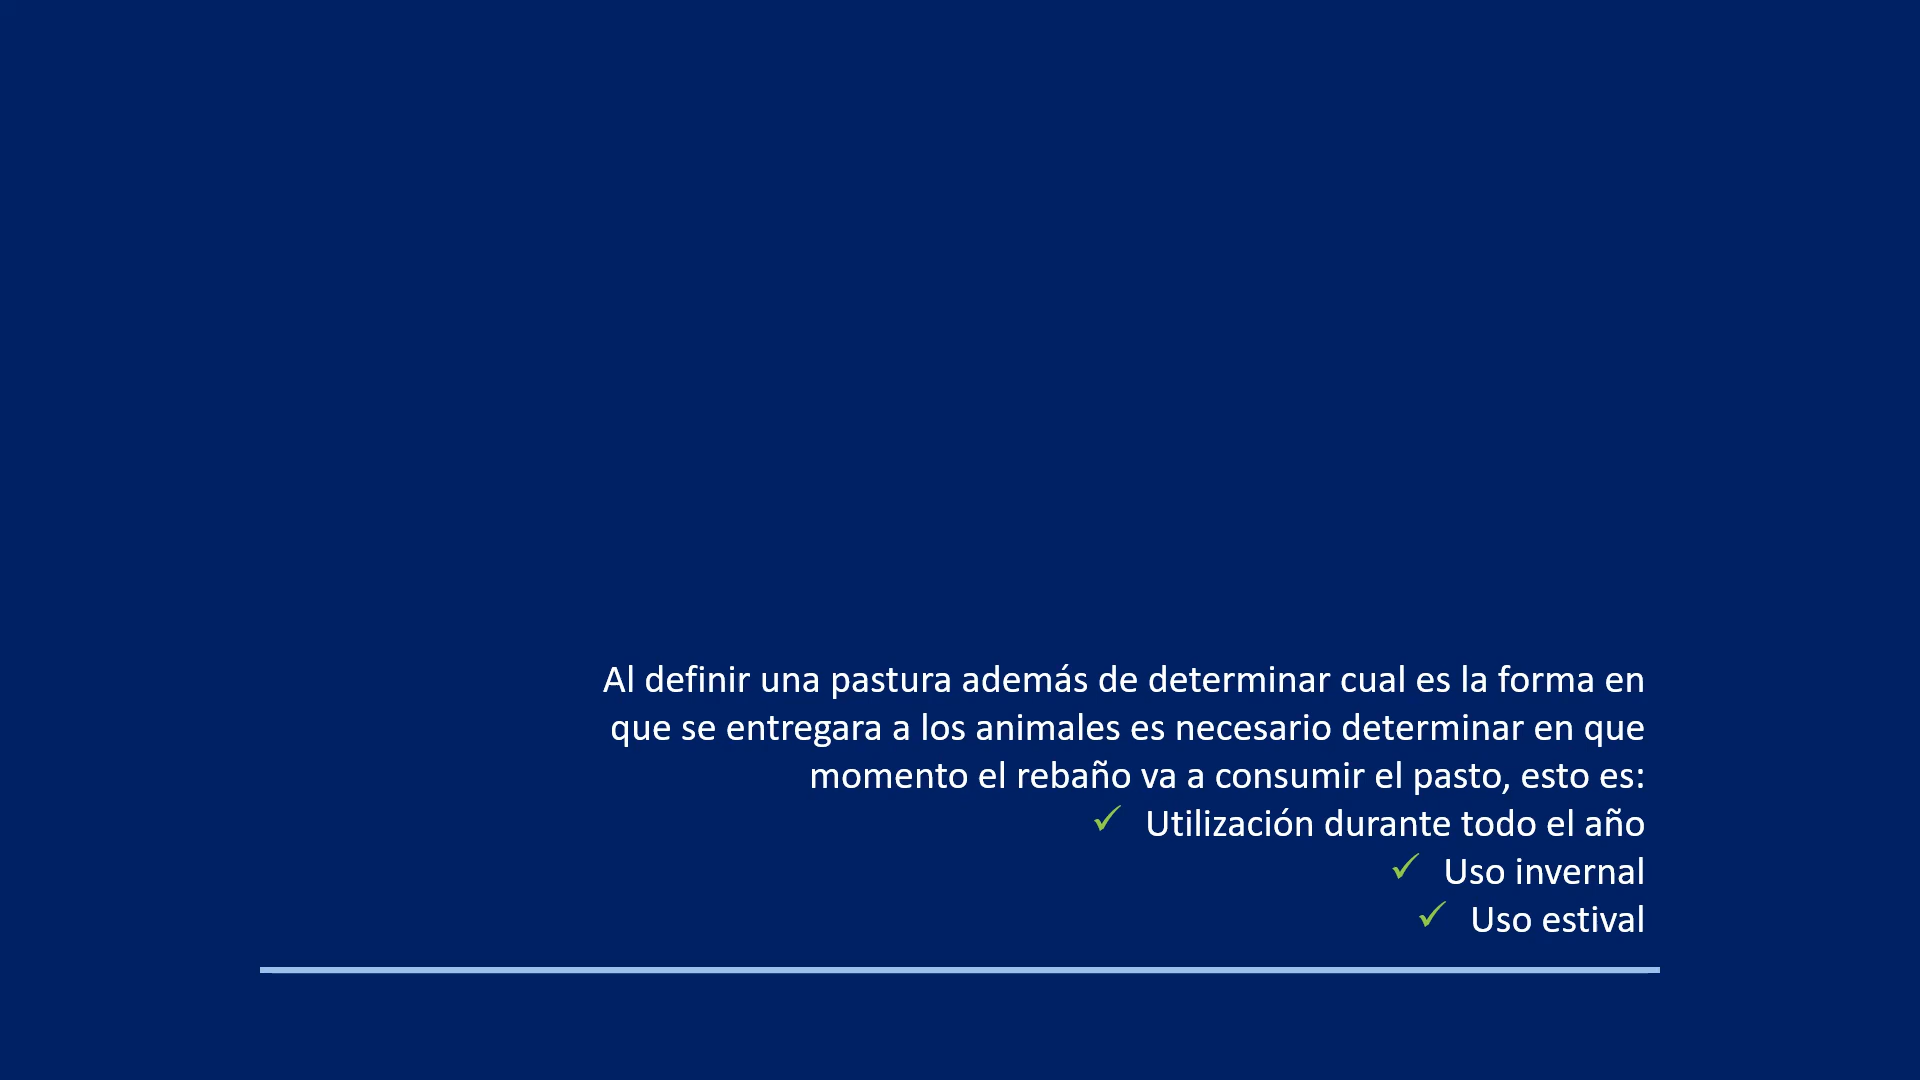 Al definir una pastura además de determinar cual es la forma en
que se entregara a los animales es necesario determinar en que
momento el rebaño va a consumir el pasto, esto es:
✓ Utilización durante todo el año
✓ Uso invernal
✓ Uso estival